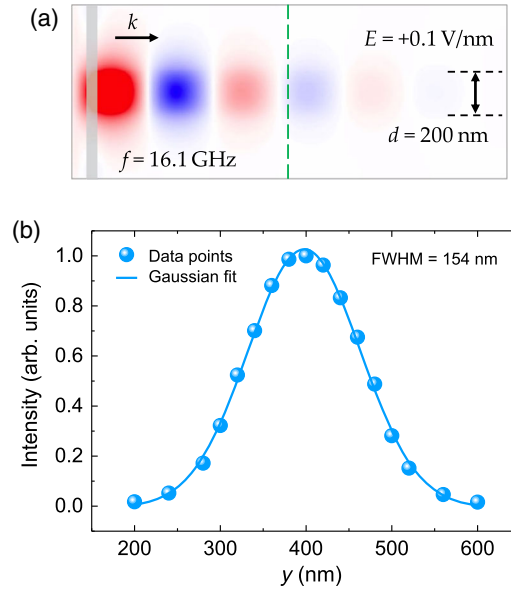 (a)
k
E = +0.1 V/nm
d = 200 nm
f = 16.1 GHz
(b)
Data points
Gaussian fit
FWHM = 154 nm
1.0
0.8
0.6
0.4
0.2
0.0
Intensity (arb. units)
200 300 400 500 600
y (nm)